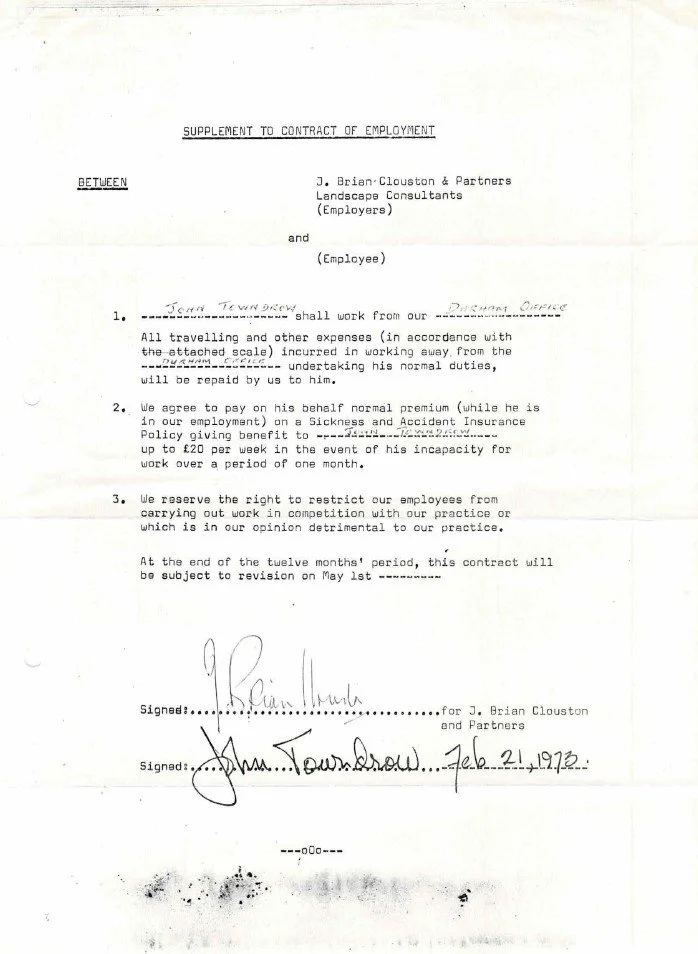 SUPPLEMENT TO CONTRACT OF EMPLOYMENT
BETWEEN
J. Brian Clouston & Partners
Landscape Consultants
(Employers)
and
(Employee)
1. JOHN TOWNDROW shall work from our DURHAM OFFICE
All travelling and other expenses (in accordance with
the attached scale) incurred in working away from the
DURHAM OFFICE undertaking his normal duties,
will be repaid by us to him.
2. We agree to pay on his behalf normal premium (while he is
in our employment) on a Sickness and Accident Insurance
Policy giving benefit to JOHN TOWNDROW
up to £20 per week in the event of his incapacity for
work over a period of one month.
3. We reserve the right to restrict our employees from
carrying out work in competition with our practice or
which is in our opinion detrimental to our practice.
At the end of the twelve months' period, this contract will
be subject to revision on May 1st ---------
Signed: J Brian Clouston for J. Brian Clouston
and Partners
Signed: John Towndrow Feb 21, 1973.
---oOo---